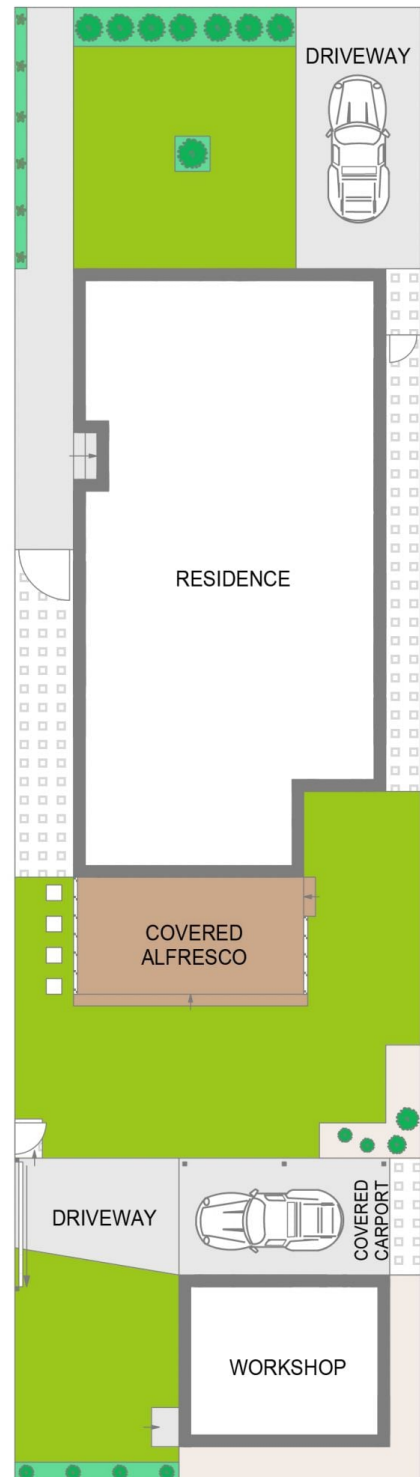 DRIVEWAY
RESIDENCE
COVERED
ALFRESCO
DRIVEWAY
COVERED
CARPORT
WORKSHOP